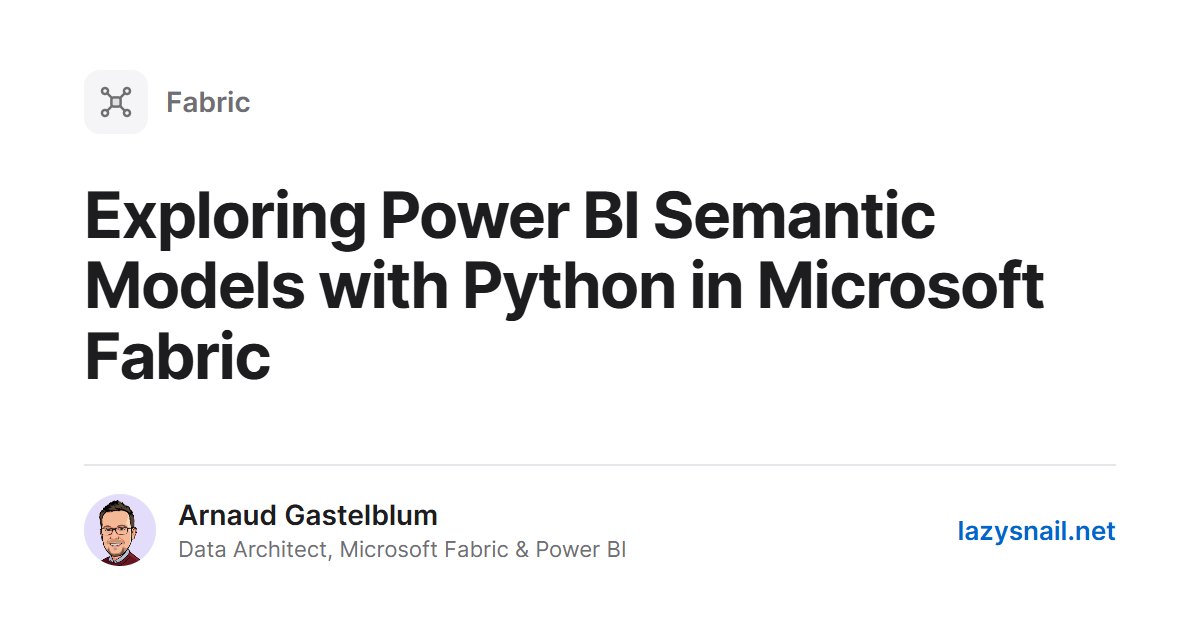 Fabric
Exploring Power BI Semantic
Models with Python in Microsoft
Fabric
Arnaud Gastelblum
Data Architect, Microsoft Fabric & Power BI
lazysnail.net